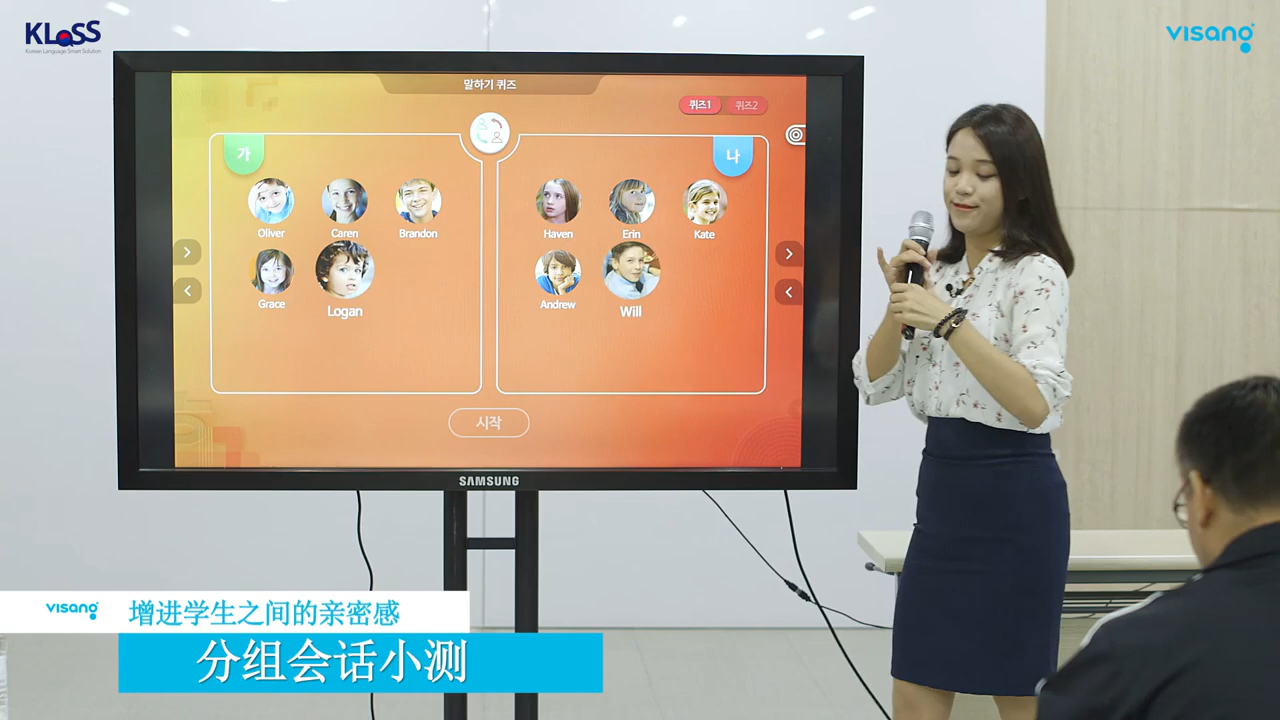 KLaSS
Korean Language Smart Solution
visang
말하기 퀴즈
퀴즈1 퀴즈2
가
나
Oliver Caren Brandon
Haven Erin Kate
Grace Logan
Andrew Will
시작
SAMSUNG
visang 增进学生之间的亲密感
分组会话小测